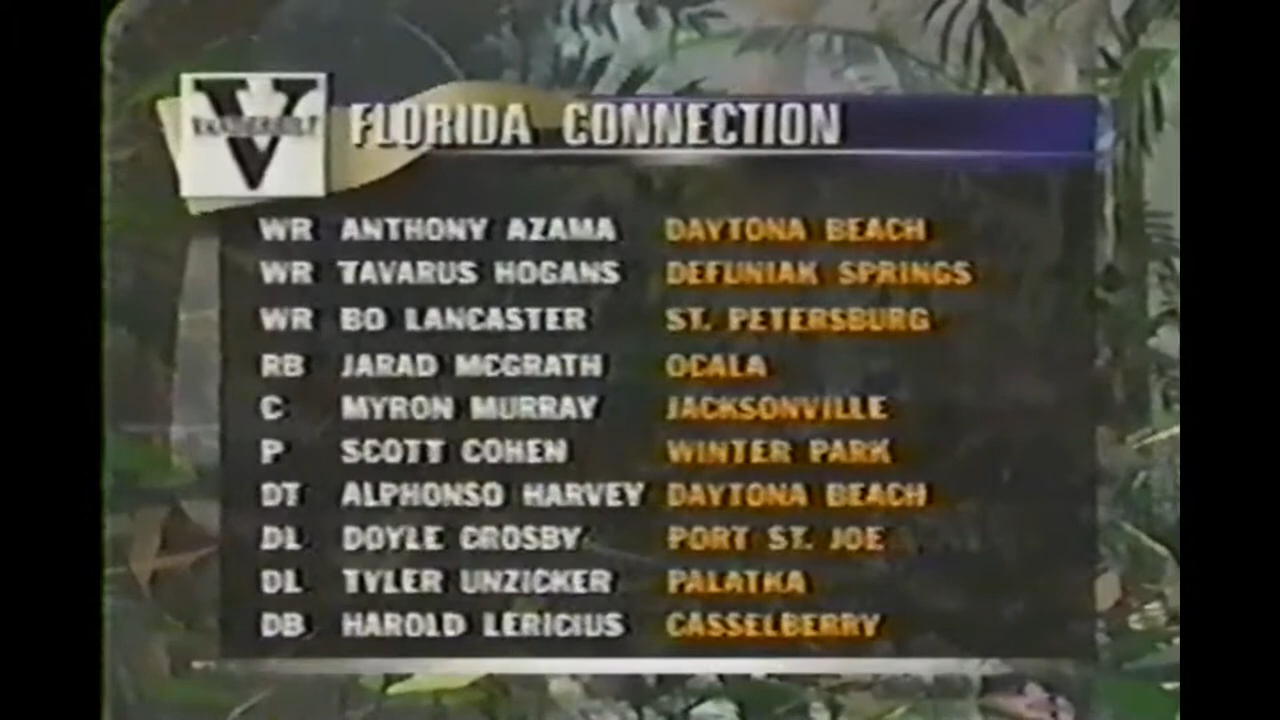 VANDERBILT
FLORIDA CONNECTION
WR ANTHONY AZAMA DAYTONA BEACH
WR TAVARUS HOGANS DEFUNIAK SPRINGS
WR BO LANCASTER ST. PETERSBURG
RB JARAD MCGRATH OCALA
C MYRON MURRAY JACKSONVILLE
P SCOTT COHEN WINTER PARK
DT ALPHONSO HARVEY DAYTONA BEACH
DL DOYLE CROSBY PORT ST. JOE
DL TYLER UNZICKER PALATKA
DB HAROLD LERICIUS CASSELBERRY